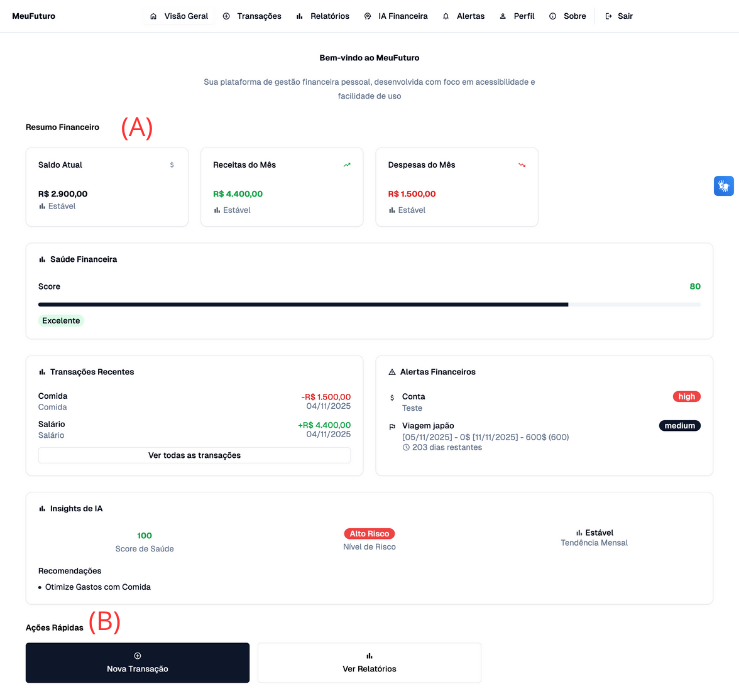 MeuFuturo
Visão Geral
Transações
Relatórios
IA Financeira
Alertas
Perfil
Sobre
Sair
Bem-vindo ao MeuFuturo
Sua plataforma de gestão financeira pessoal, desenvolvida com foco em acessibilidade e
facilidade de uso
Resumo Financeiro
(A)
Saldo Atual
$
R$ 2.900,00
Estável
Receitas do Mês
R$ 4.400,00
Estável
Despesas do Mês
R$ 1.500,00
Estável
Saúde Financeira
Score
80
Excelente
Transações Recentes
Comida
-R$ 1.500,00
Comida
04/11/2025
Salário
+R$ 4.400,00
Salário
04/11/2025
Ver todas as transações
Alertas Financeiros
$
Conta
high
Teste
Viagem japão
medium
[05/11/2025] - 0$ [11/11/2025] - 600$ (600)
203 dias restantes
Insights de IA
100
Score de Saúde
Alto Risco
Nível de Risco
Estável
Tendência Mensal
Recomendações
• Otimize Gastos com Comida
Ações Rápidas
(B)
Nova Transação
Ver Relatórios